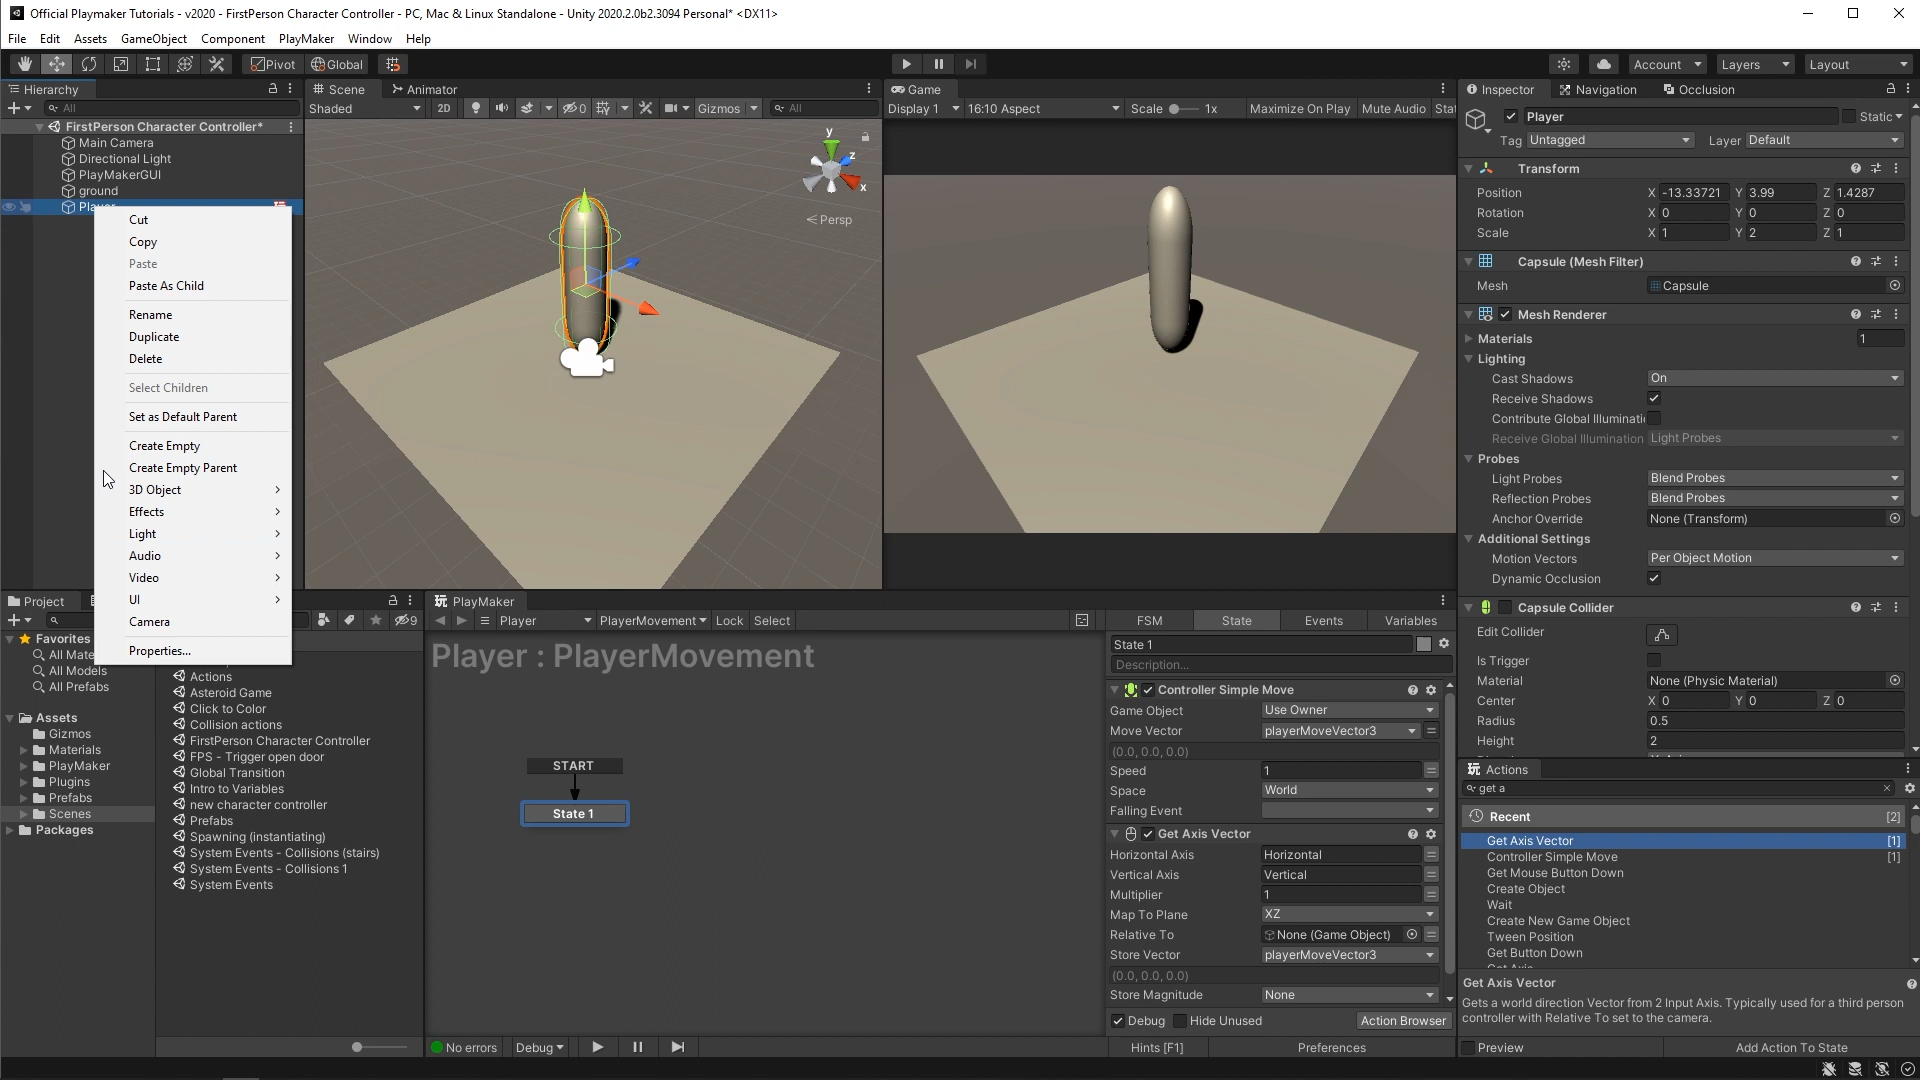 Official Playmaker Tutorials - v2020 - FirstPerson Character Controller - PC, Mac & Linux Standalone - Unity 2020.2.0b2.3094 Personal* <DX11>
File Edit Assets GameObject Component PlayMaker Window Help
Pivot Global Account Layers Layout
Hierarchy
All
FirstPerson Character Controller*
Main Camera
Directional Light
PlayMakerGUI
ground
Cut
Copy
Paste
Paste As Child
Rename
Duplicate
Delete
Select Children
Set as Default Parent
Create Empty
Create Empty Parent
3D Object
Effects
Light
Audio
Video
UI
Camera
Properties...
Scene Animator
Shaded 2D 0 Gizmos All
y
z
x
Persp
Game
Display 1 16:10 Aspect Scale 1x Maximize On Play Mute Audio Stat
Inspector Navigation Occlusion
Player Static
Tag Untagged Layer Default
Transform
Position X -13.33721 Y 3.99 Z 1.4287
Rotation X 0 Y 0 Z 0
Scale X 1 Y 2 Z 1
Capsule (Mesh Filter)
Mesh Capsule
Mesh Renderer
Materials 1
Lighting
Cast Shadows On
Receive Shadows
Contribute Global Illuminati
Receive Global Illumination Light Probes
Probes
Light Probes Blend Probes
Reflection Probes Blend Probes
Anchor Override None (Transform)
Additional Settings
Motion Vectors Per Object Motion
Dynamic Occlusion
Capsule Collider
Edit Collider
Is Trigger
Material None (Physic Material)
Center X 0 Y 0 Z 0
Radius 0.5
Height 2
Project
9
Favorites
All Mate
All Models
All Prefabs
Assets
Gizmos
Materials
PlayMaker
Plugins
Prefabs
Scenes
Packages
Actions
Asteroid Game
Click to Color
Collision actions
FirstPerson Character Controller
FPS - Trigger open door
Global Transition
Intro to Variables
new character controller
Prefabs
Spawning (instantiating)
System Events - Collisions (stairs)
System Events - Collisions 1
System Events
PlayMaker
Player PlayerMovement Lock Select
Player : PlayerMovement
START
State 1
No errors Debug
FSM State Events Variables
State 1
Description...
Controller Simple Move
Game Object Use Owner
Move Vector playerMoveVector3
(0.0, 0.0, 0.0)
Speed 1
Space World
Falling Event
Get Axis Vector
Horizontal Axis Horizontal
Vertical Axis Vertical
Multiplier 1
Map To Plane XZ
Relative To None (Game Object)
Store Vector playerMoveVector3
(0.0, 0.0, 0.0)
Store Magnitude None
Debug Hide Unused Action Browser
Hints [F1] Preferences
Actions
get a
Recent [2]
Get Axis Vector [1]
Controller Simple Move [1]
Get Mouse Button Down
Create Object
Wait
Create New Game Object
Tween Position
Get Button Down
Get Axis Vector
Gets a world direction Vector from 2 Input Axis. Typically used for a third person
controller with Relative To set to the camera.
Preview Add Action To State